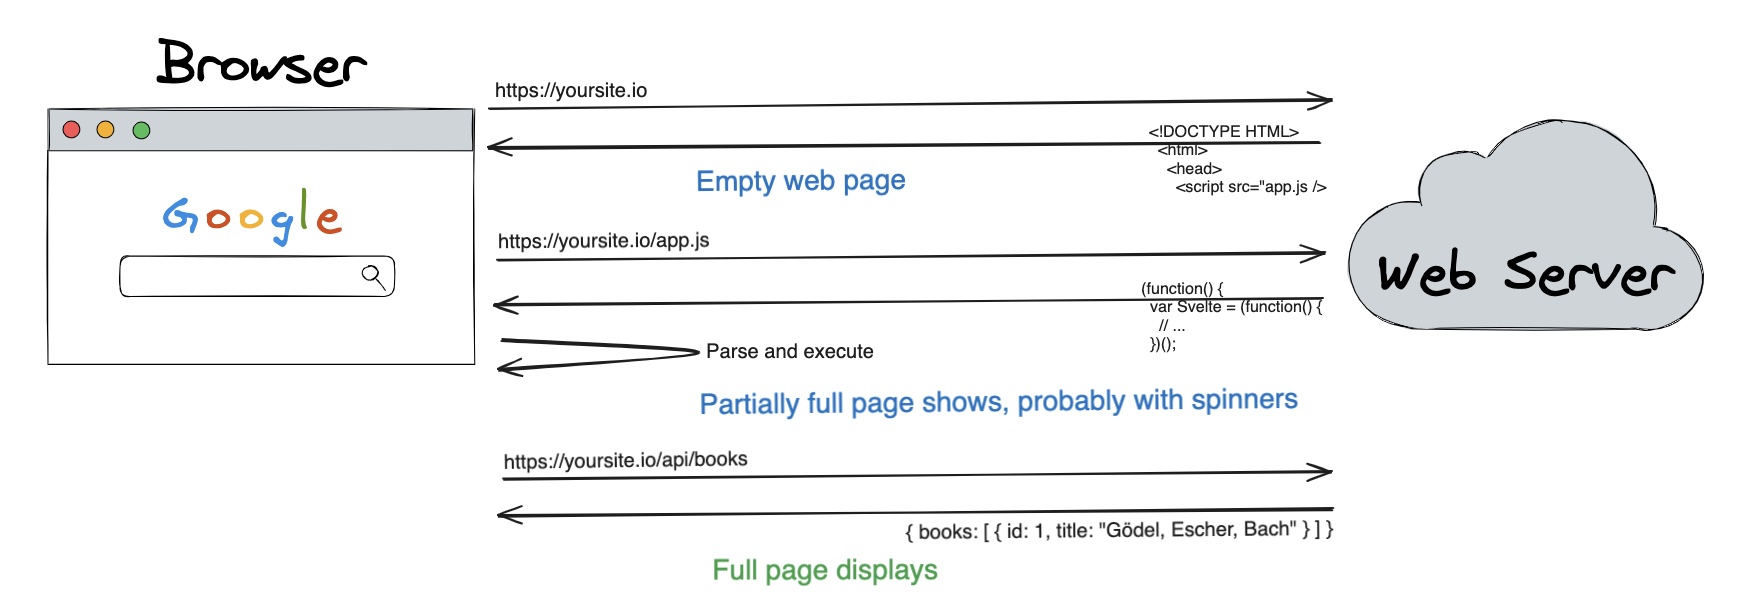 Browser
Google
https://yoursite.io
<!DOCTYPE HTML>
<html>
<head>
<script src="app.js />
Empty web page
https://yoursite.io/app.js
(function() {
var Svelte = (function() {
// ...
})();
Parse and execute
Partially full page shows, probably with spinners
https://yoursite.io/api/books
{ books: [ { id: 1, title: "Gödel, Escher, Bach" } ] }
Full page displays
Web Server